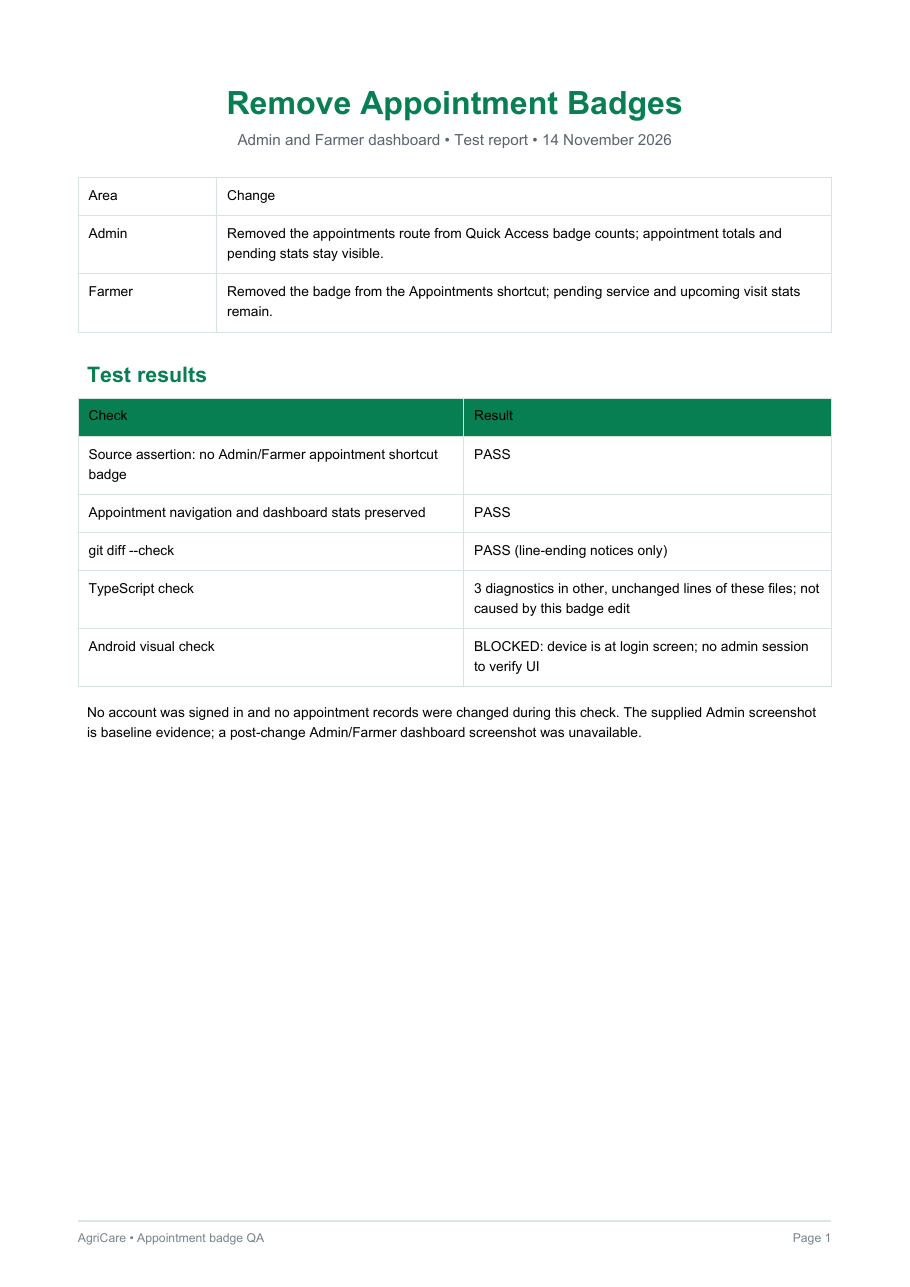 Remove Appointment Badges
Admin and Farmer dashboard • Test report • 14 November 2026
Area
Change
Admin
Removed the appointments route from Quick Access badge counts; appointment totals and
pending stats stay visible.
Farmer
Removed the badge from the Appointments shortcut; pending service and upcoming visit stats
remain.
Test results
Check
Result
Source assertion: no Admin/Farmer appointment shortcut
badge
PASS
Appointment navigation and dashboard stats preserved
PASS
git diff --check
PASS (line-ending notices only)
TypeScript check
3 diagnostics in other, unchanged lines of these files; not
caused by this badge edit
Android visual check
BLOCKED: device is at login screen; no admin session
to verify UI
No account was signed in and no appointment records were changed during this check. The supplied Admin screenshot
is baseline evidence; a post-change Admin/Farmer dashboard screenshot was unavailable.
AgriCare • Appointment badge QA
Page 1